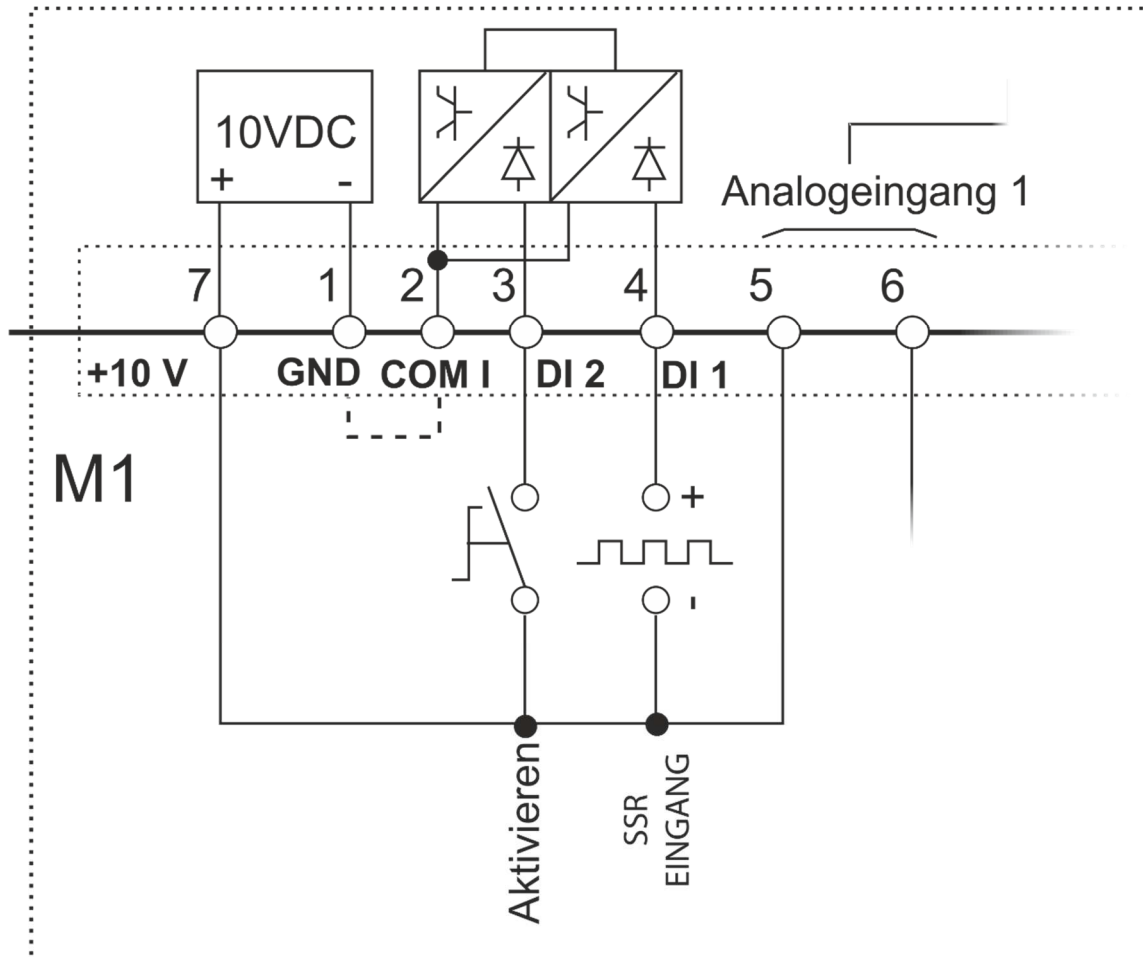 10VDC
+ -
Analogeingang 1
7 1 2 3 4 5 6
+10 V GND COM I DI 2 DI 1
M1
+
-
Aktivieren
SSR
EINGANG